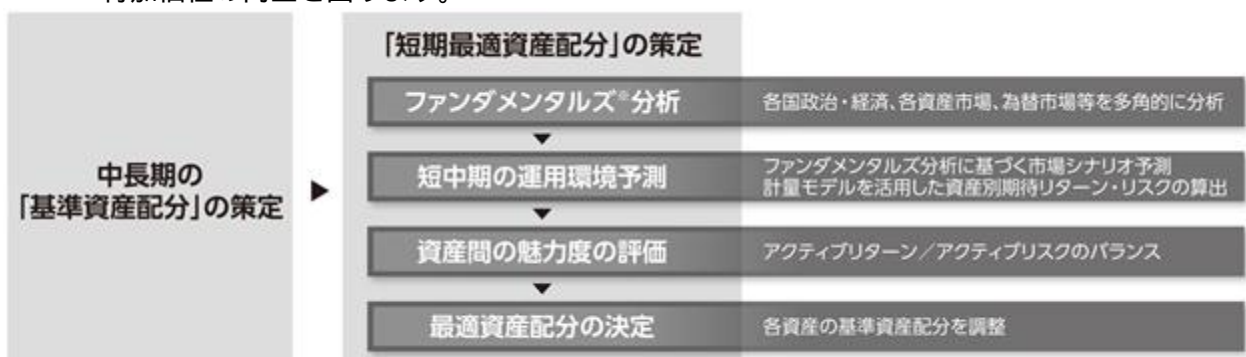 中長期の
「基準資産配分」の策定
▶
「短期最適資産配分」の策定
ファンダメンタルズ※分析
各国政治・経済、各資産市場、為替市場等を多角的に分析
▼
短中期の運用環境予測
ファンダメンタルズ分析に基づく市場シナリオ予測
計量モデルを活用した資産別期待リターン・リスクの算出
▼
資産間の魅力度の評価
アクティブリターン／アクティブリスクのバランス
▼
最適資産配分の決定
各資産の基準資産配分を調整